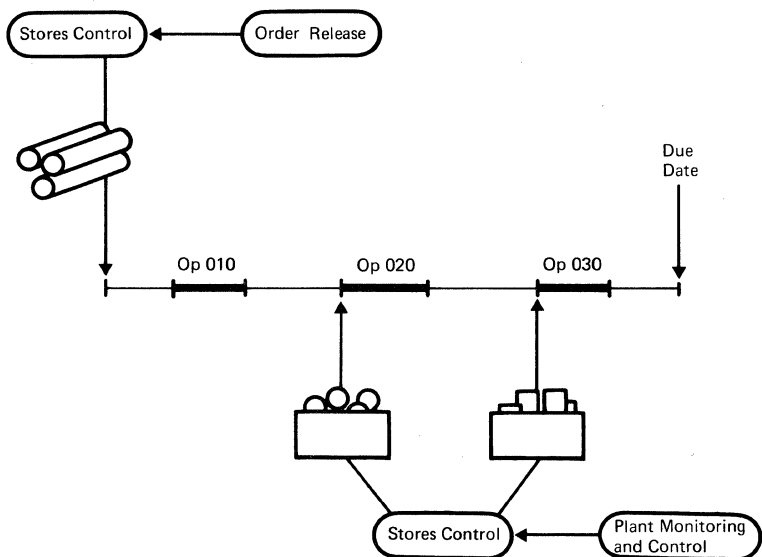 Stores Control
Order Release
Due
Date
Op 010
Op 020
Op 030
Stores Control
Plant Monitoring
and Control